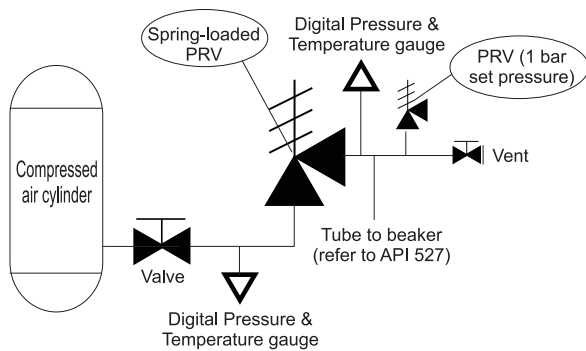 Spring-loaded
PRV
Digital Pressure &
Temperature gauge
PRV (1 bar
set pressure)
Compressed
air cylinder
Vent
Tube to beaker
(refer to API 527)
Valve
Digital Pressure &
Temperature gauge